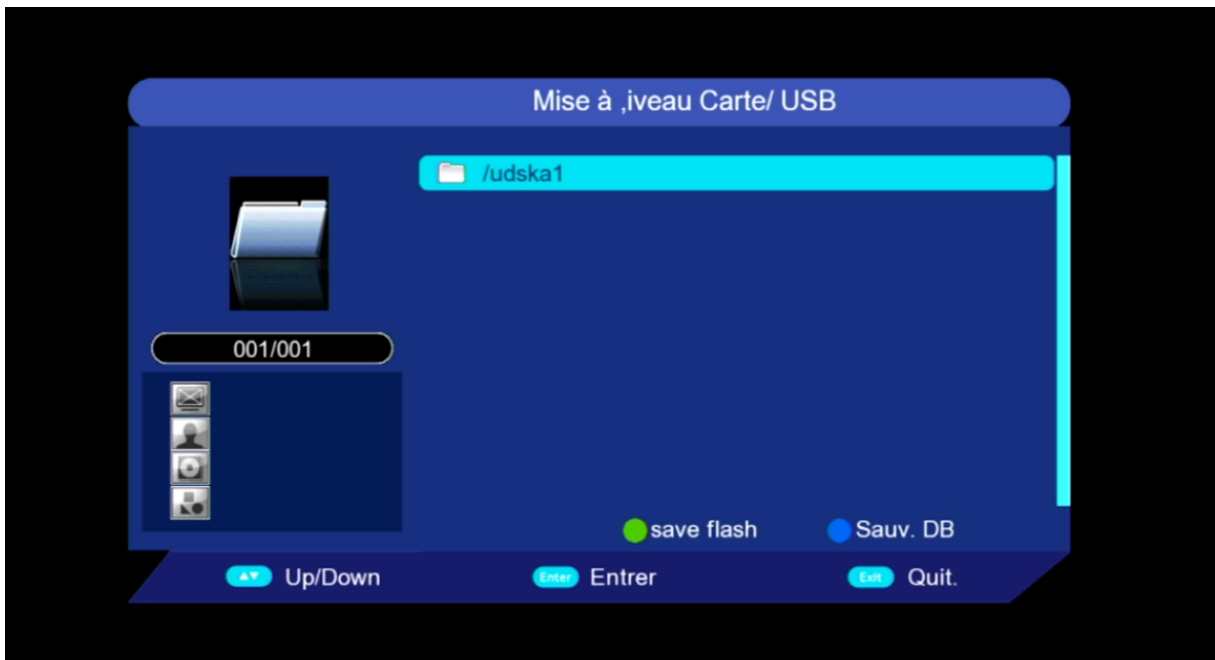 Mise à ,iveau Carte/ USB
/udska1
001/001
save flash Sauv. DB
Up/Down Enter Entrer Exit Quit.